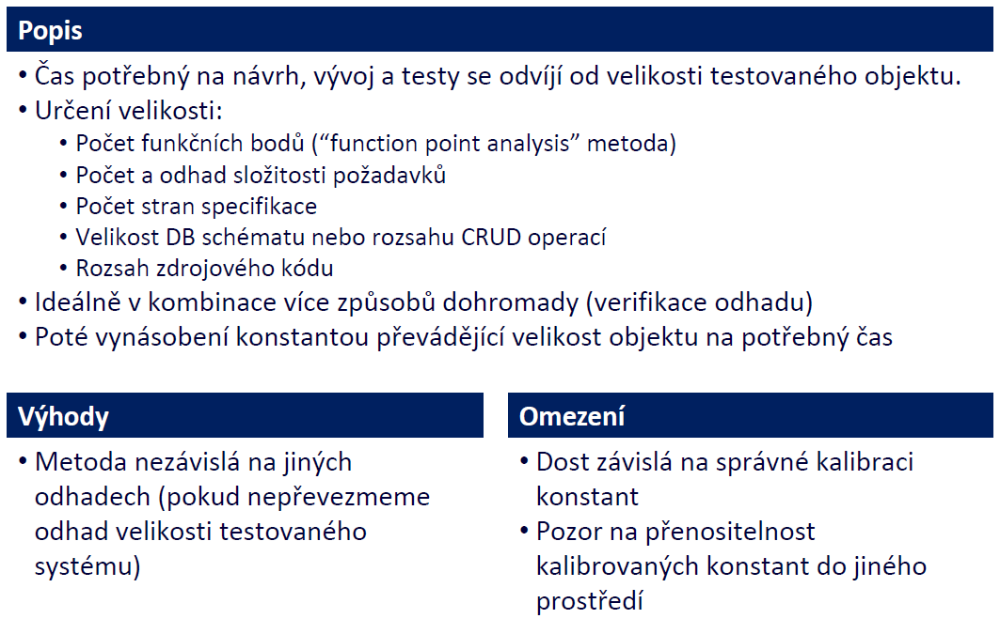 Popis
• Čas potřebný na návrh, vývoj a testy se odvíjí od velikosti testovaného objektu.
• Určení velikosti:
• Počet funkčních bodů (“function point analysis” metoda)
• Počet a odhad složitosti požadavků
• Počet stran specifikace
• Velikost DB schématu nebo rozsahu CRUD operací
• Rozsah zdrojového kódu
• Ideálně v kombinace více způsobů dohromady (verifikace odhadu)
• Poté vynásobení konstantou převádějící velikost objektu na potřebný čas
Výhody
• Metoda nezávislá na jiných
odhadech (pokud nepřevezmeme
odhad velikosti testovaného
systému)
Omezení
• Dost závislá na správné kalibraci
konstant
• Pozor na přenositelnost
kalibrovaných konstant do jiného
prostředí